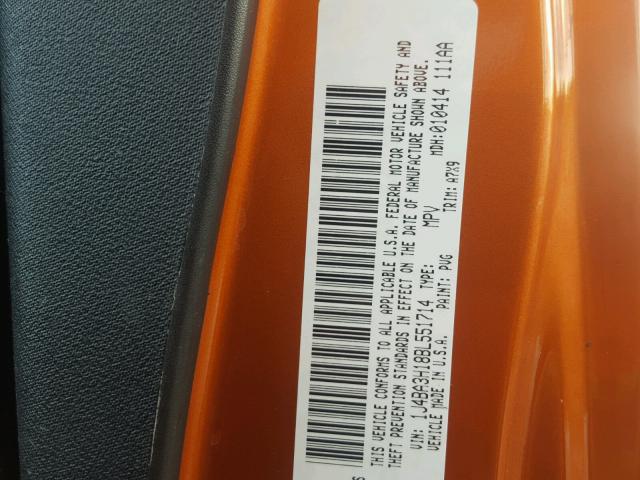 THIS VEHICLE CONFORMS TO ALL APPLICABLE U.S.A. FEDERAL MOTOR VEHICLE SAFETY AND
THEFT PREVENTION STANDARDS IN EFFECT ON THE DATE OF MANUFACTURE SHOWN ABOVE.
VIN: 1J4BA3H18BL551714 TYPE: MPV MDH:010414 111AA
VEHICLE MADE IN U.S.A. PAINT: PVG TRIM: A7X9